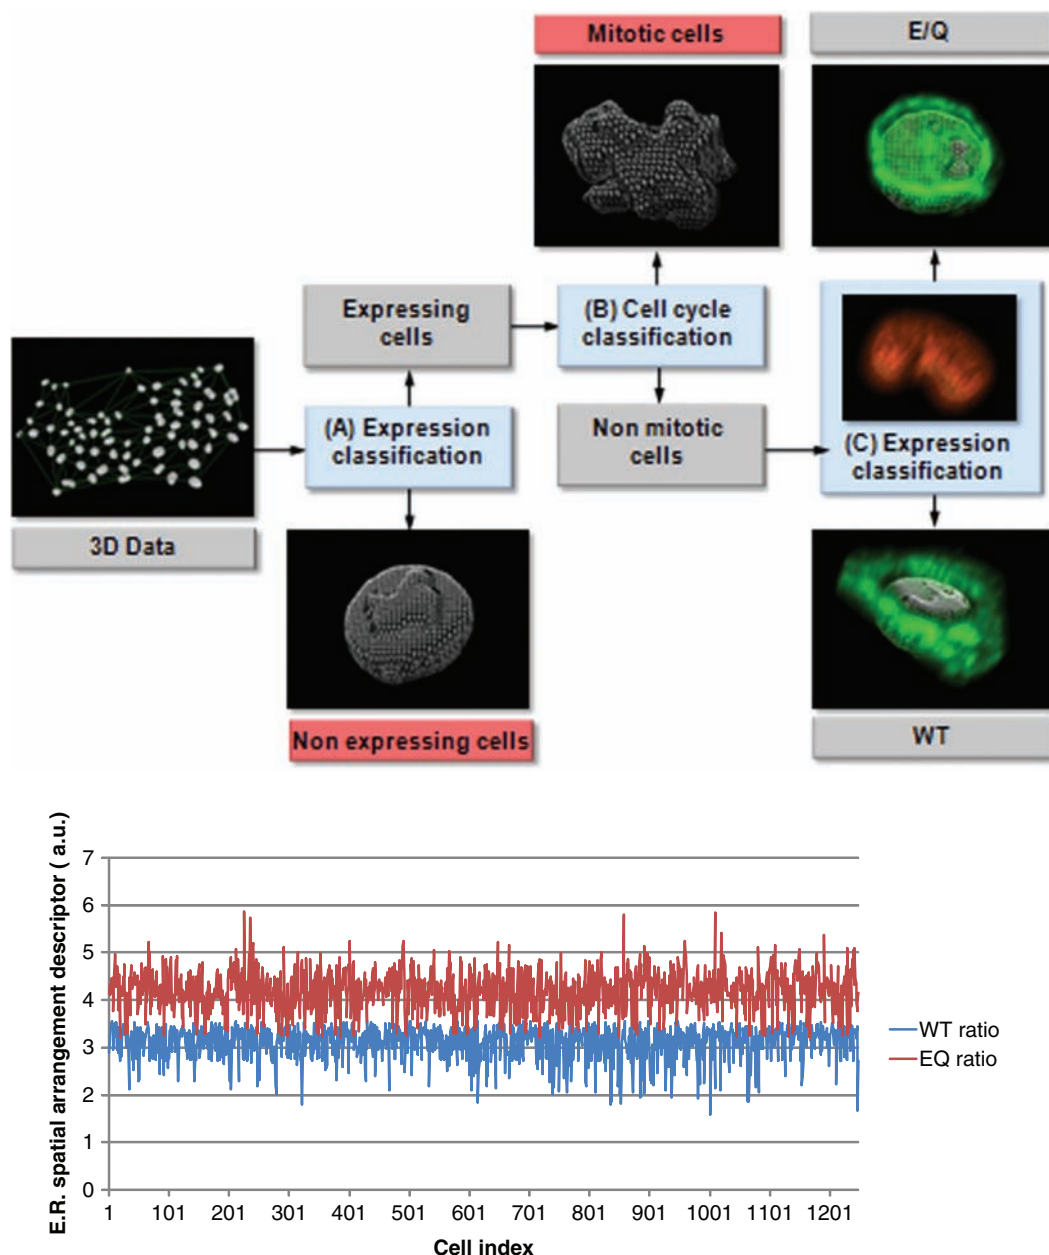 Mitotic cells
E/Q
Expressing
cells
(B) Cell cycle
classification
(A) Expression
classification
Non mitotic
cells
(C) Expression
classification
3D Data
Non expressing cells
WT
E.R. spatial arrangement descriptor ( a.u.)
7
6
5
4
3
2
1
0
1 101 201 301 401 501 601 701 801 901 1001 1101 1201
Cell index
WT ratio
EQ ratio